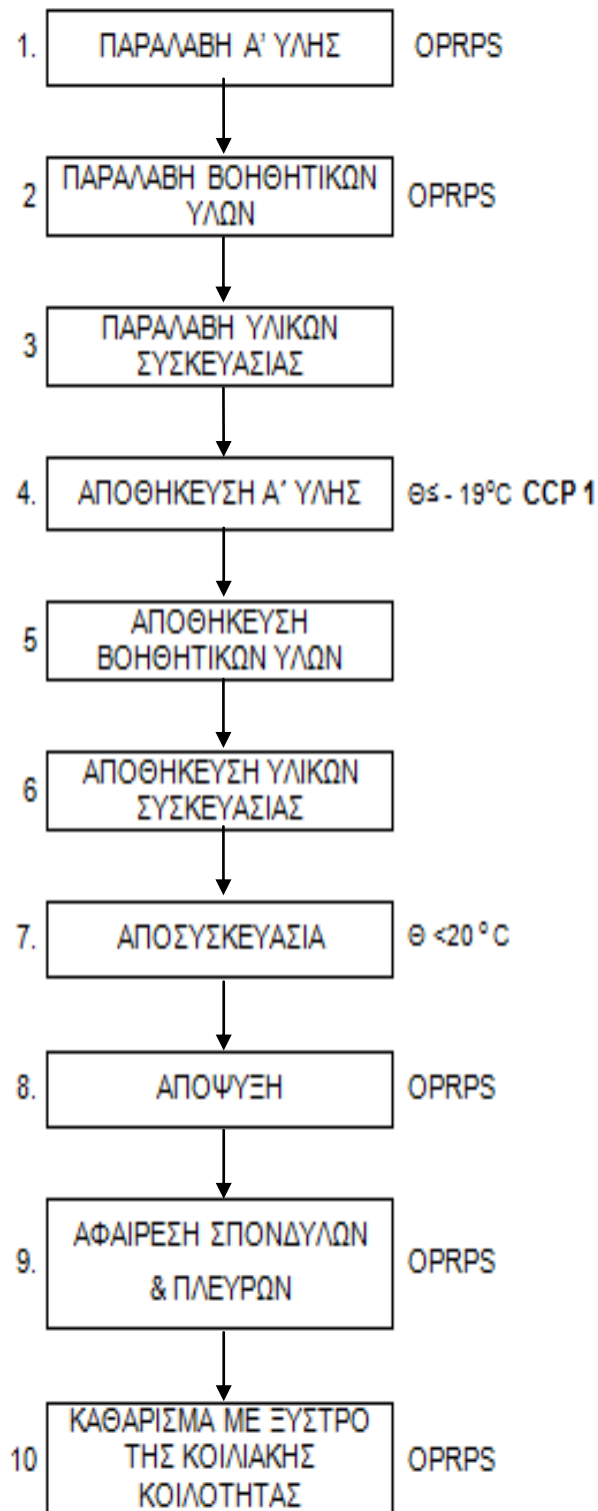 1. ΠΑΡΑΛΑΒΗ Α' ΥΛΗΣ OPRPS
2 ΠΑΡΑΛΑΒΗ ΒΟΗΘΗΤΙΚΩΝ
ΥΛΩΝ OPRPS
3 ΠΑΡΑΛΑΒΗ ΥΛΙΚΩΝ
ΣΥΣΚΕΥΑΣΙΑΣ
4. ΑΠΟΘΗΚΕΥΣΗ Α΄ ΥΛΗΣ Θ≤ - 19⁰C CCP 1
5 ΑΠΟΘΗΚΕΥΣΗ
ΒΟΗΘΗΤΙΚΩΝ ΥΛΩΝ
6 ΑΠΟΘΗΚΕΥΣΗ ΥΛΙΚΩΝ
ΣΥΣΚΕΥΑΣΙΑΣ
7. ΑΠΟΣΥΣΚΕΥΑΣΙΑ Θ <20 ⁰ C
8. ΑΠΟΨΥΞΗ OPRPS
9. ΑΦΑΙΡΕΣΗ ΣΠΟΝΔΥΛΩΝ
& ΠΛΕΥΡΩΝ OPRPS
10 ΚΑΘΑΡΙΣΜΑ ΜΕ ΞΥΣΤΡΟ
ΤΗΣ ΚΟΙΛΙΑΚΗΣ
ΚΟΙΛΟΤΗΤΑΣ OPRPS